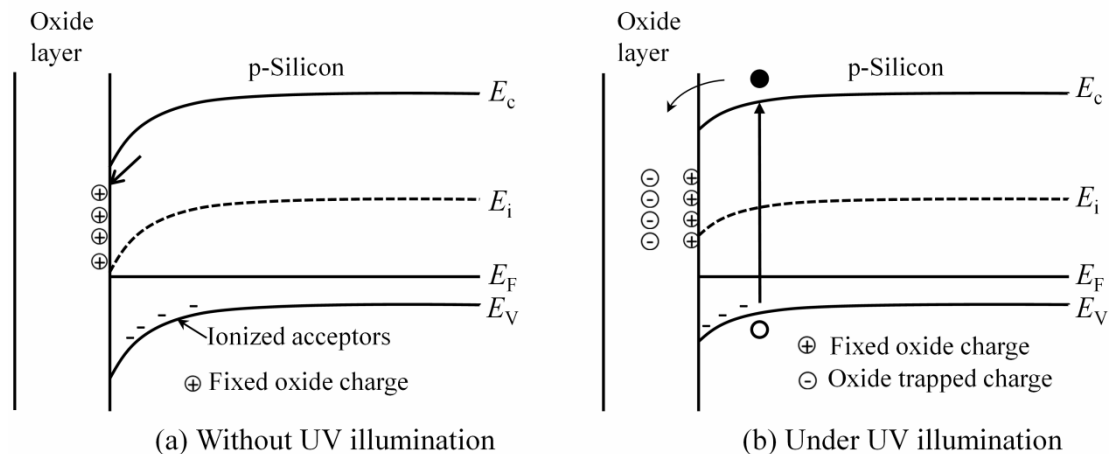 Oxide
layer
p-Silicon
E_c
E_i
E_F
E_V
Ionized acceptors
⊕ Fixed oxide charge
(a) Without UV illumination
Oxide
layer
p-Silicon
E_c
E_i
E_F
E_V
⊕ Fixed oxide charge
⊖ Oxide trapped charge
(b) Under UV illumination